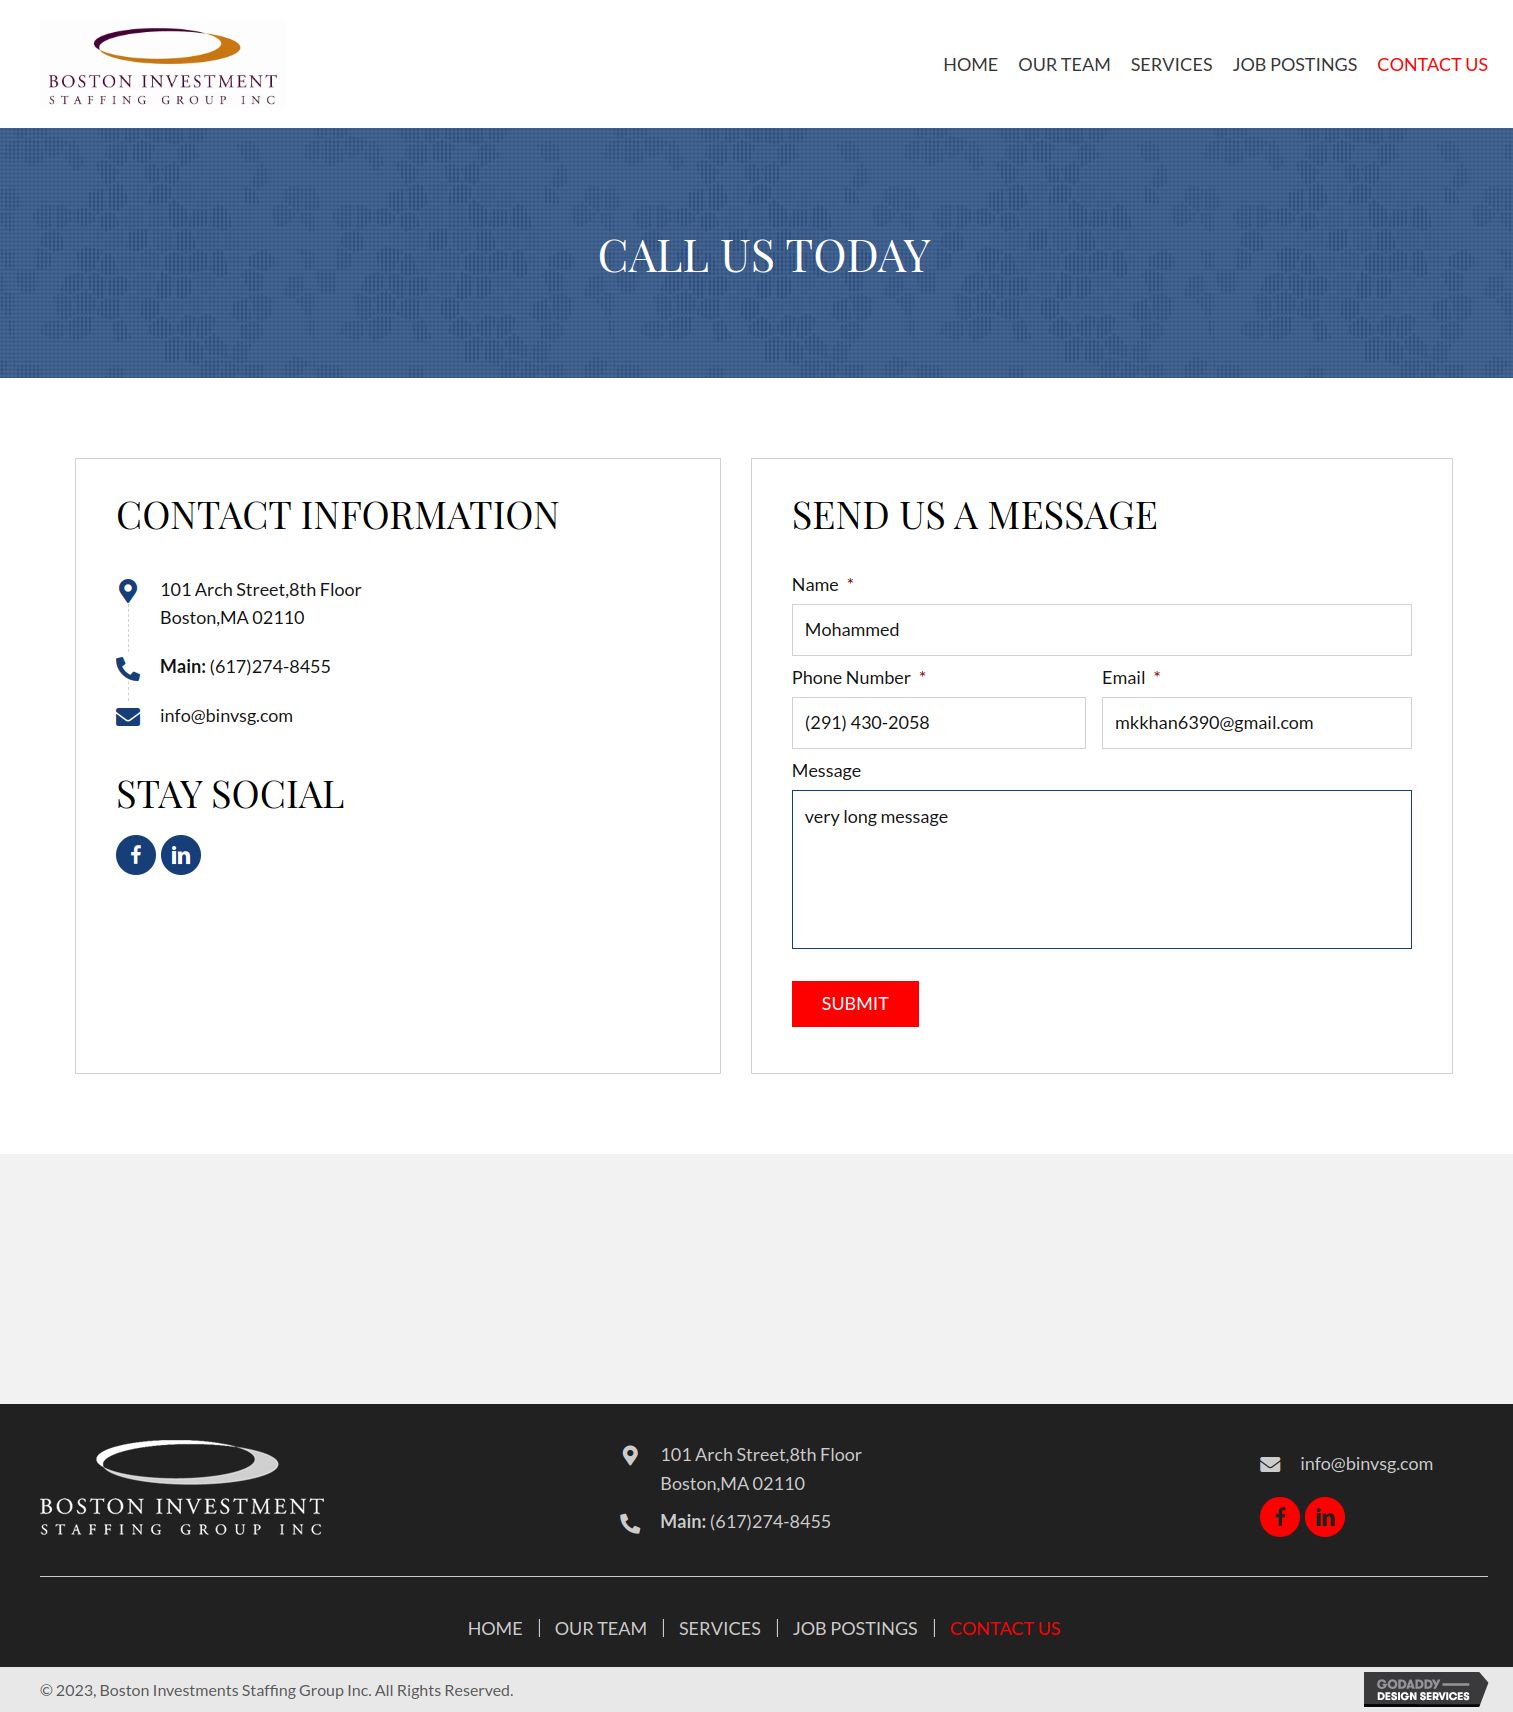 BOSTON INVESTMENT
STAFFING GROUP INC
HOME OUR TEAM SERVICES JOB POSTINGS CONTACT US
CALL US TODAY
CONTACT INFORMATION
101 Arch Street,8th Floor
Boston,MA 02110
Main: (617)274-8455
info@binvsg.com
STAY SOCIAL
f in
SEND US A MESSAGE
Name *
Mohammed
Phone Number * Email *
(291) 430-2058 mkkhan6390@gmail.com
Message
very long message
SUBMIT
BOSTON INVESTMENT
STAFFING GROUP INC
101 Arch Street,8th Floor
Boston,MA 02110
Main: (617)274-8455
info@binvsg.com
f in
HOME OUR TEAM SERVICES JOB POSTINGS CONTACT US
© 2023, Boston Investments Staffing Group Inc. All Rights Reserved.
GODADDY
DESIGN SERVICES